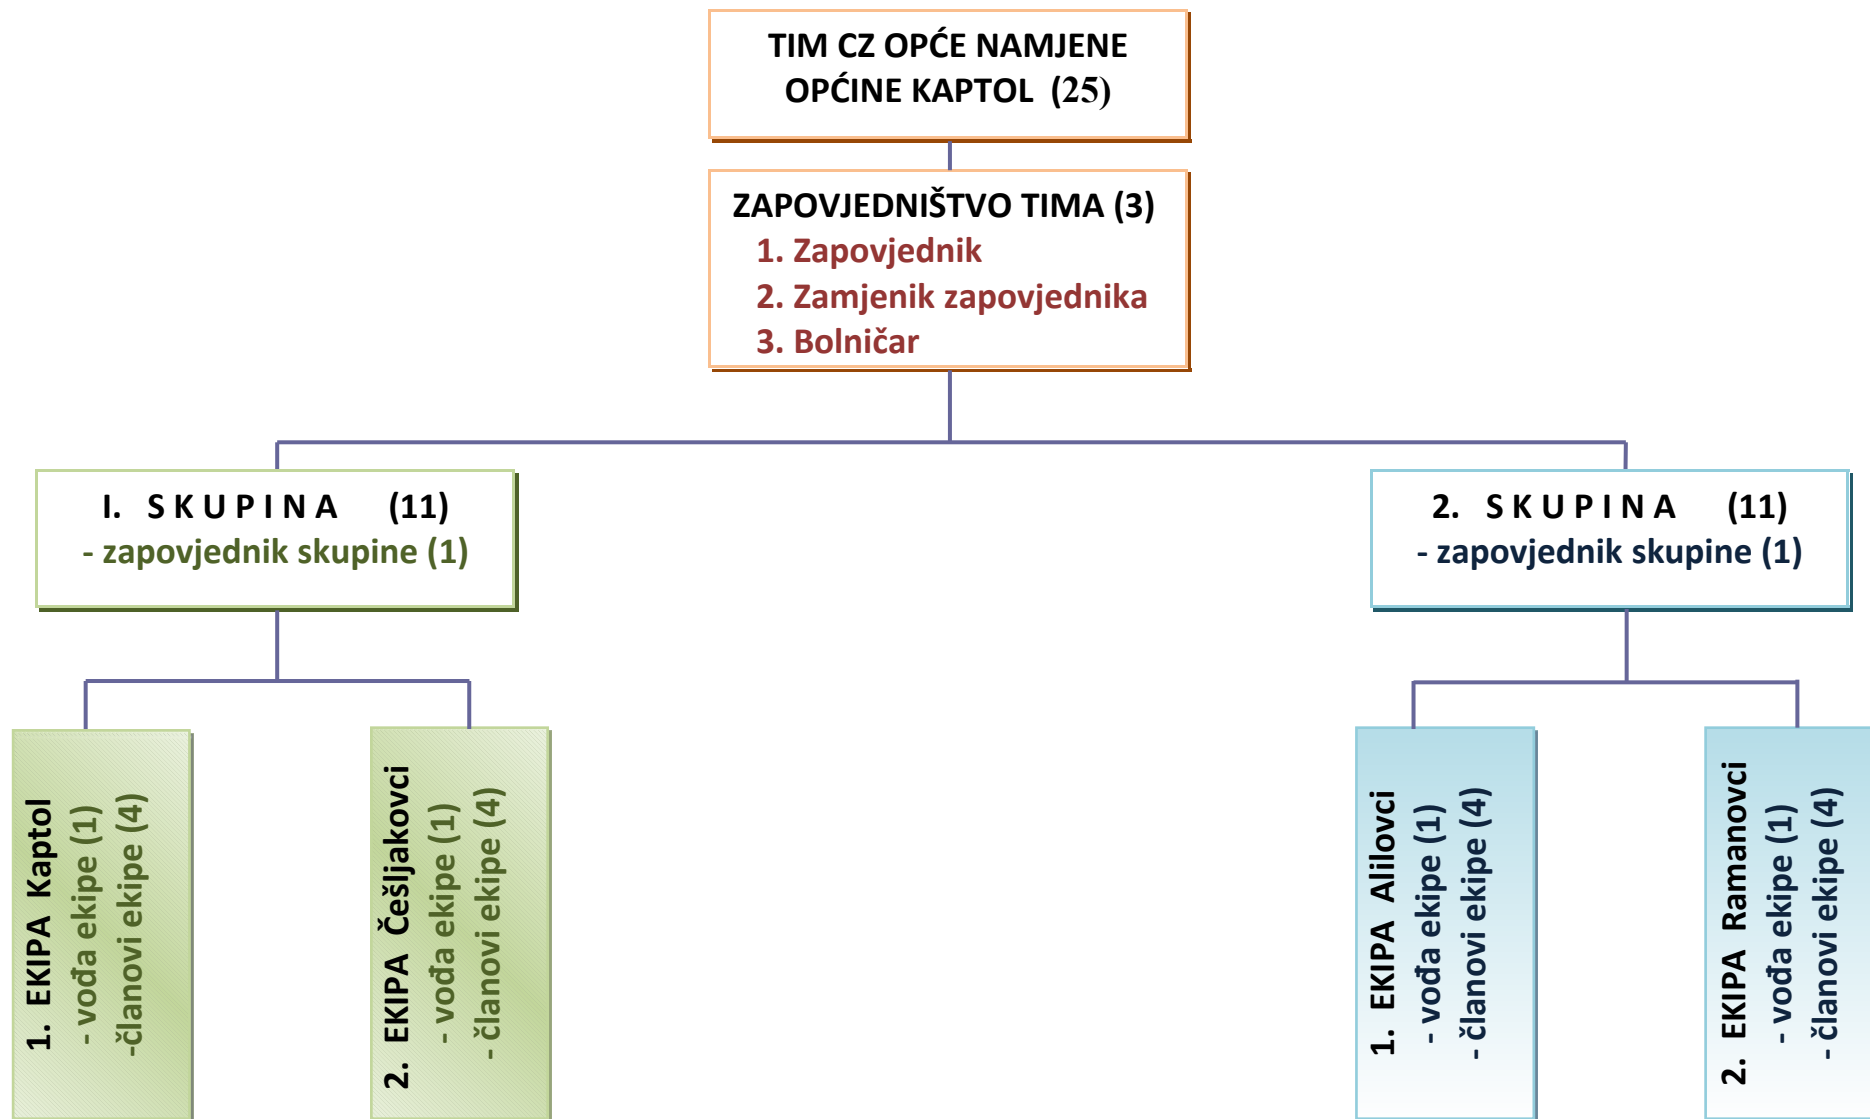 TIM CZ OPĆE NAMJENE
OPĆINE KAPTOL (25)
ZAPOVJEDNIŠTVO TIMA (3)
1. Zapovjednik
2. Zamjenik zapovjednika
3. Bolničar
I. S K U P I N A (11)
- zapovjednik skupine (1)
2. S K U P I N A (11)
- zapovjednik skupine (1)
1. EKIPA Kaptol
- vođa ekipe (1)
-članovi ekipe (4)
2. EKIPA Češljakovci
- vođa ekipe (1)
- članovi ekipe (4)
1. EKIPA Alilovci
- vođa ekipe (1)
- članovi ekipe (4)
2. EKIPA Ramanovci
- vođa ekipe (1)
- članovi ekipe (4)